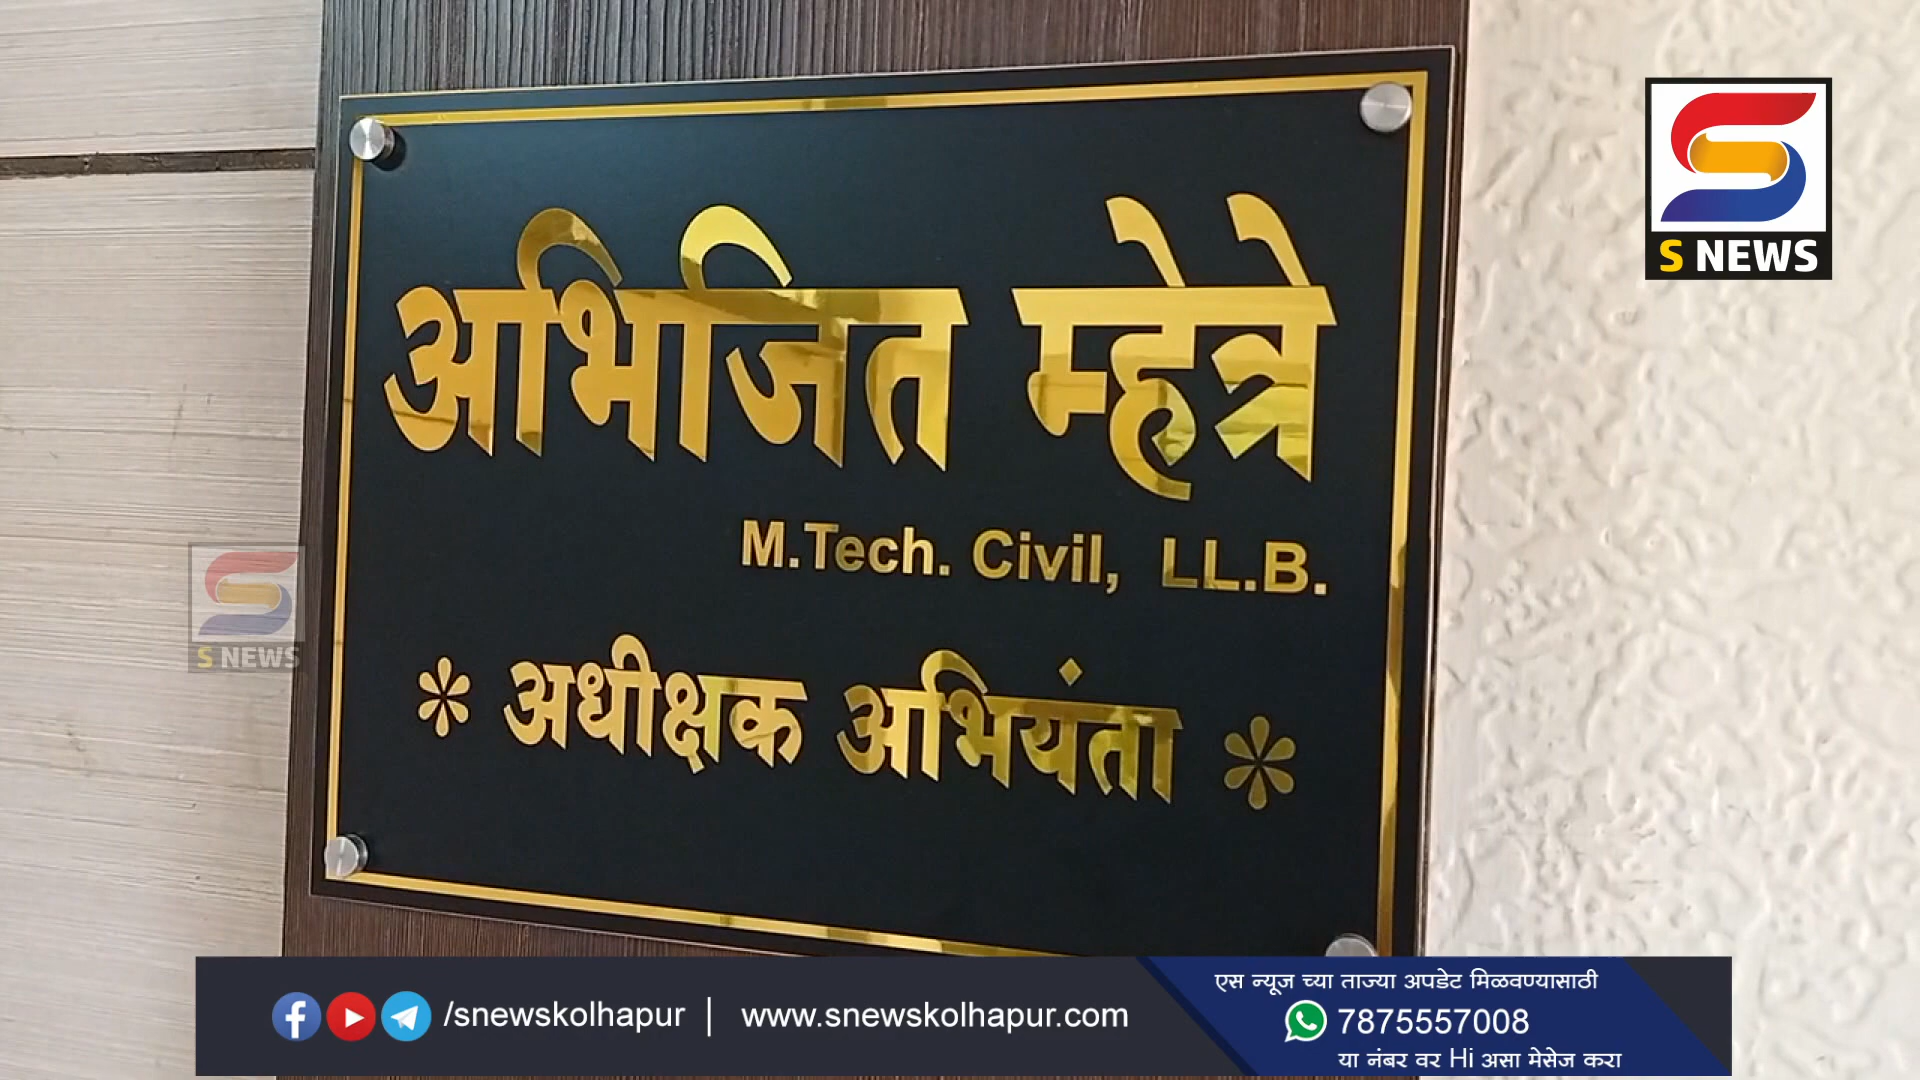 अभिजित म्हेत्रे
M.Tech. Civil, LL.B.
* अधीक्षक अभियंता *
S NEWS
S NEWS
/snewskolhapur | www.snewskolhapur.com
एस न्यूज च्या ताज्या अपडेट मिळवण्यासाठी
7875557008
या नंबर वर Hi असा मेसेज करा